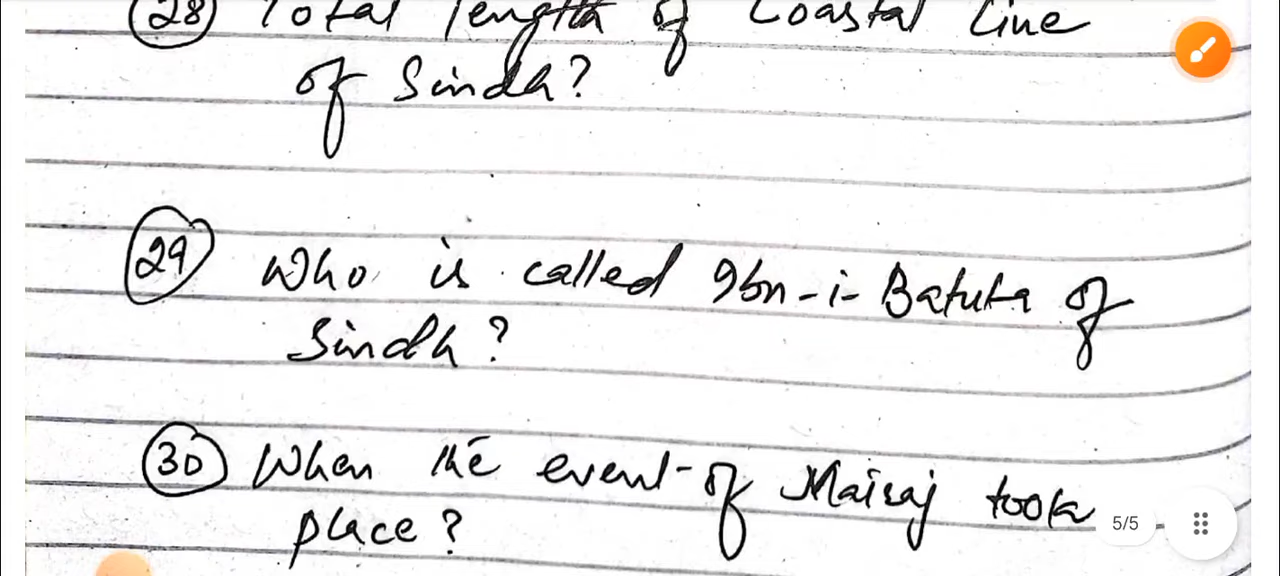 (28) Total length of Coastal Line
of Sindh?
(29) Who is called Ibn-i-Batuta of
Sindh?
(30) When the event of Mairaj took
place?
5/5